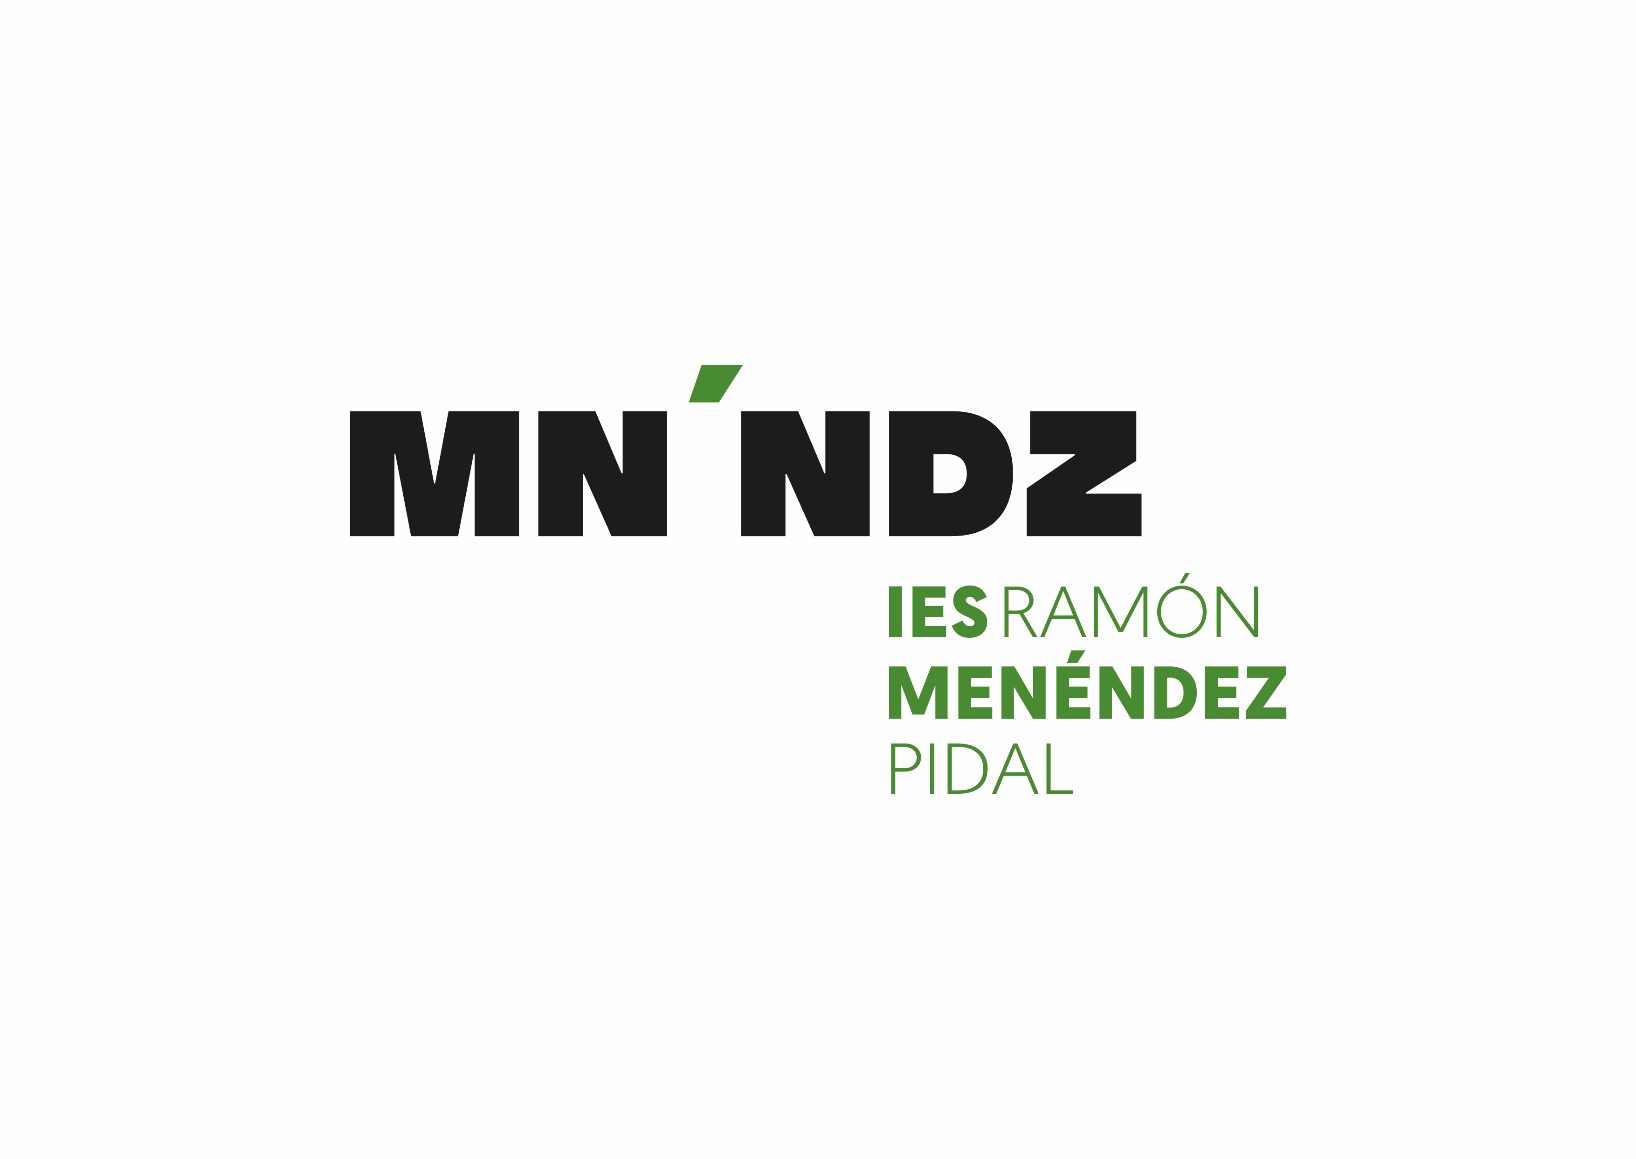 MN´NDZ
IES RAMÓN
MENÉNDEZ
PIDAL